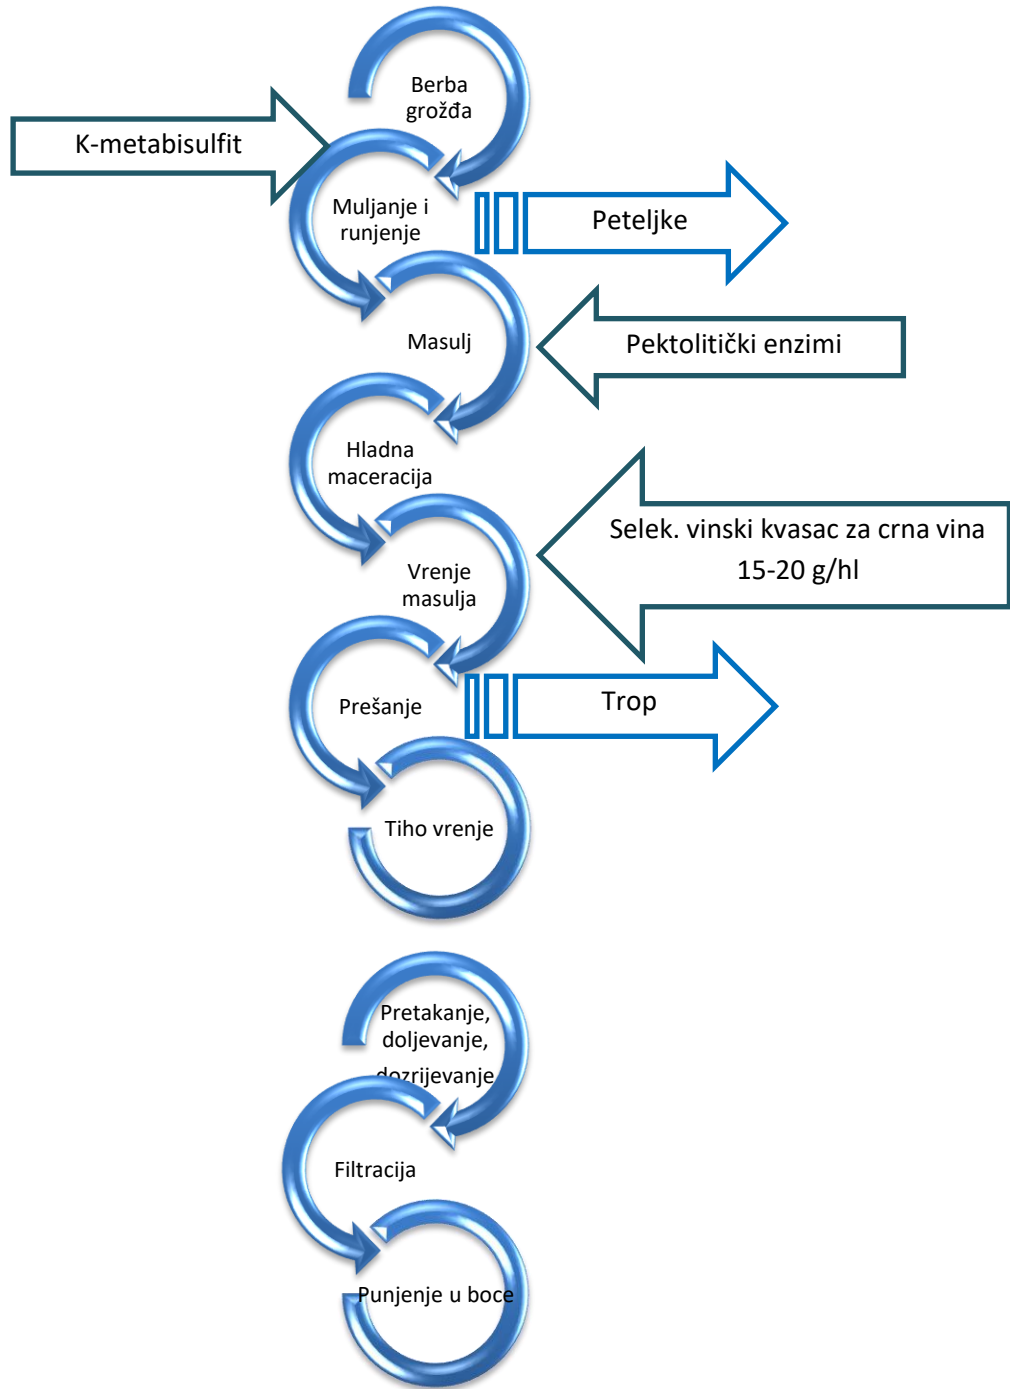 Berba
grožđa
K-metabisulfit
Muljanje i
runjenje
Peteljke
Masulj
Pektolitički enzimi
Hladna
maceracija
Selek. vinski kvasac za crna vina
15-20 g/hl
Vrenje
masulja
Prešanje
Trop
Tiho vrenje
Pretakanje,
doljevanje,
dozrijevanje
Filtracija
Punjenje u boce